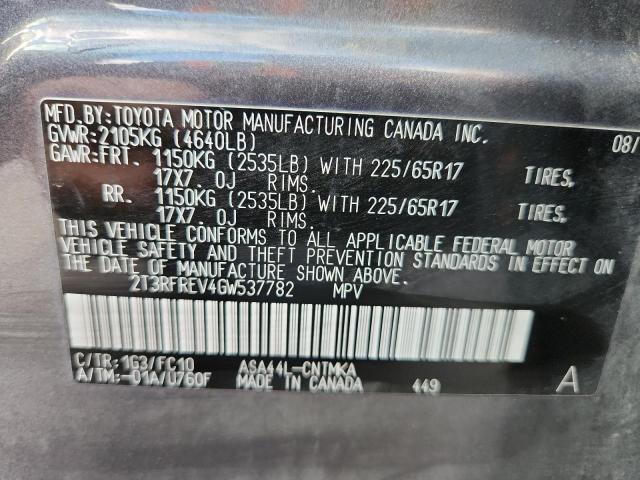 MFD.BY:TOYOTA MOTOR MANUFACTURING CANADA INC. 08/
GVWR:2105KG (4640LB)
GAWR:FRT. 1150KG (2535LB) WITH 225/65R17 TIRES,
17X7.0J RIMS.
RR. 1150KG (2535LB) WITH 225/65R17 TIRES,
17X7.0J RIMS.
THIS VEHICLE CONFORMS TO ALL APPLICABLE FEDERAL MOTOR
VEHICLE SAFETY AND THEFT PREVENTION STANDARDS IN EFFECT ON
THE DATE OF MANUFACTURE SHOWN ABOVE.
2T3RFREV4GW537782 MPV
C/TR:1G3/FC10 ASA44L-CNTMKA
A/TM:-01A/U760F MADE IN CANADA 449 A